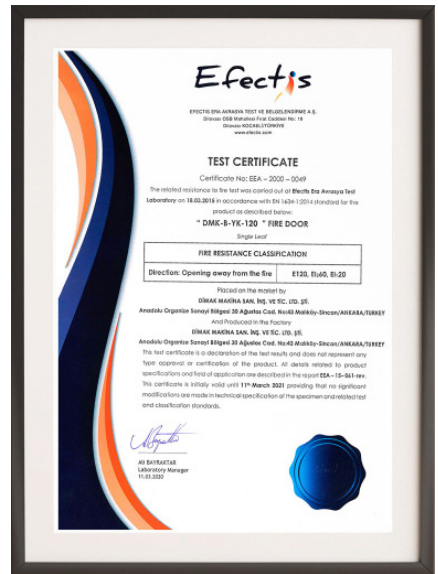 Efectis
EFECTIS ERA AVRASYA TEST VE BELGELENDİRME A.Ş.
Dilovası OSB Mahallesi Fırat Caddesi No: 18
Dilovası KOCAELİ/TÜRKİYE
www.efectis.com
TEST CERTIFICATE
Certificate No: EEA – 2000 – 0049
The related resistance to fire test was carried out at Efectis Era Avrasya Test
Laboratory on 18.03.2015 in accordance with EN 1634-1:2014 standard for the
product as described below:
" DMK-B-YK-120 " FIRE DOOR
Single Leaf
FIRE RESISTANCE CLASSIFICATION
Direction: Opening away from the fire E120, EI₂60, EI₁20
Placed on the market by
DİMAK MAKİNA SAN. İNŞ. VE TİC. LTD. ŞTİ.
Anadolu Organize Sanayi Bölgesi 30 Ağustos Cad. No:43 Malıköy-Sincan/ANKARA/TURKEY
And Produced in the Factory
DİMAK MAKİNA SAN. İNŞ. VE TİC. LTD. ŞTİ.
Anadolu Organize Sanayi Bölgesi 30 Ağustos Cad. No:43 Malıköy-Sincan/ANKARA/TURKEY
This test certificate is a declaration of the test results and does not represent any
type approval or certification of the product. All details related to product
specifications and field of application are described in the report EEA – 15-061-rev.
This certificate is initially valid until 11th March 2021 providing that no significant
modifications are made in technical specification of the specimen and related test
and classification standards.
Ali BAYRAKTAR
Laboratory Manager
11.03.2020